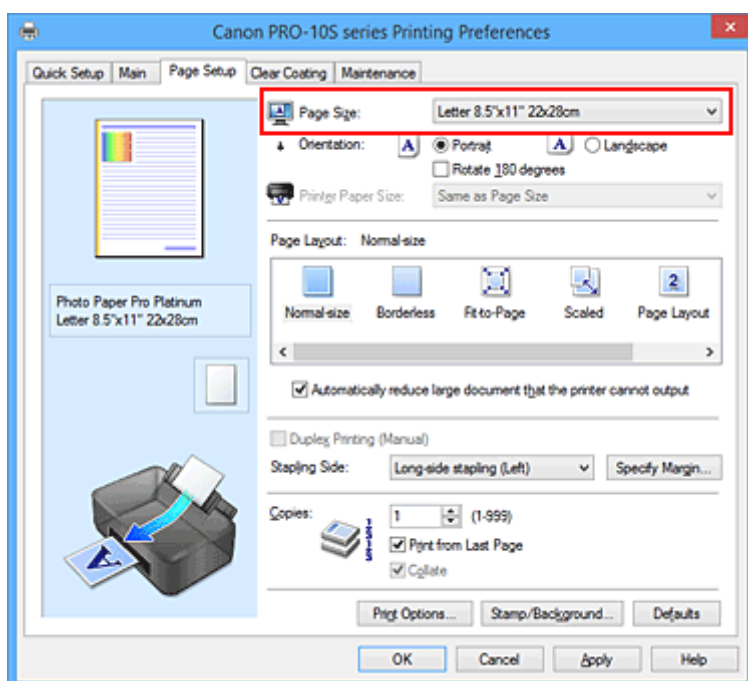 Canon PRO-10S series Printing Preferences
Quick Setup Main Page Setup Clear Coating Maintenance
Page Size: Letter 8.5"x11" 22x28cm
Orientation: A Portrait A Landscape
Rotate 180 degrees
Printer Paper Size: Same as Page Size
Page Layout: Normal-size
2
Normal-size Borderless Fit-to-Page Scaled Page Layout
Photo Paper Pro Platinum
Letter 8.5"x11" 22x28cm
Automatically reduce large document that the printer cannot output
Duplex Printing (Manual)
Stapling Side: Long-side stapling (Left) Specify Margin...
Copies: 1 (1-999)
Print from Last Page
Collate
A
Print Options... Stamp/Background... Defaults
OK Cancel Apply Help